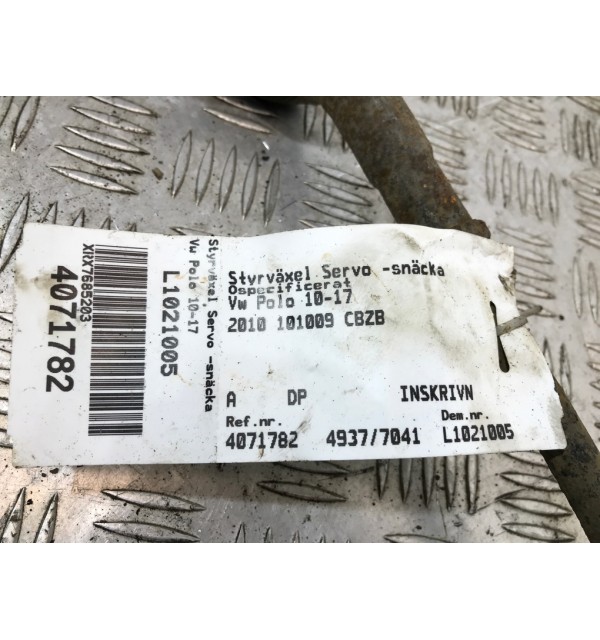 XRX7685203
4071782
L1021005
Vw Polo 10-17
Styrväxel Servo -snäcka
Styrväxel Servo -snäcka
Ospecificerat
Vw Polo 10-17
2010 101009 CBZB
A DP INSKRIVN
Ref.nr. Dem.nr.
4071782 4937/7041 L1021005